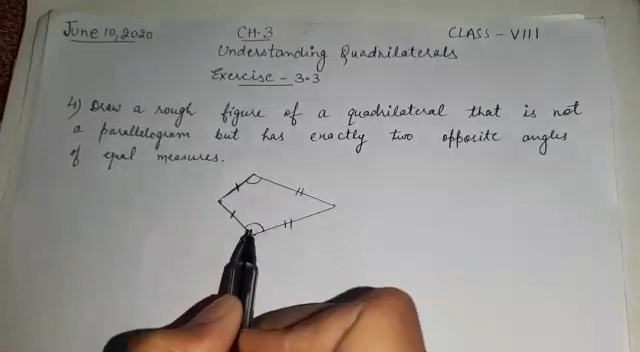 June 10, 2020 CH-3 CLASS - VIII
Understanding Quadrilaterals
Exercise - 3.3
4) Draw a rough figure of a quadrilateral that is not
a parallelogram but has exactly two opposite angles
of equal measures.